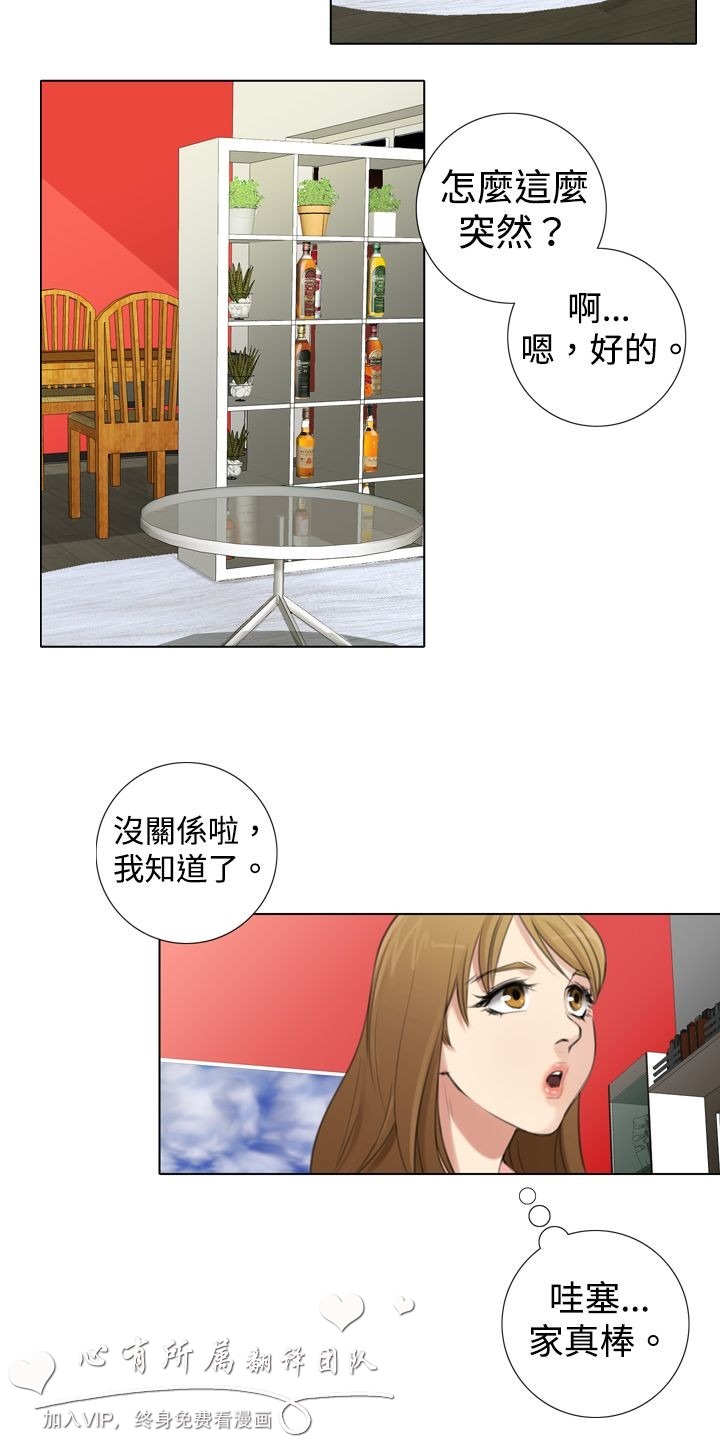 怎麼這麼
突然？
啊...
嗯，好的。
沒關係啦，
我知道了。
哇塞...
家真棒。
心有所属翻译团队
加入VIP，终身免费看漫画